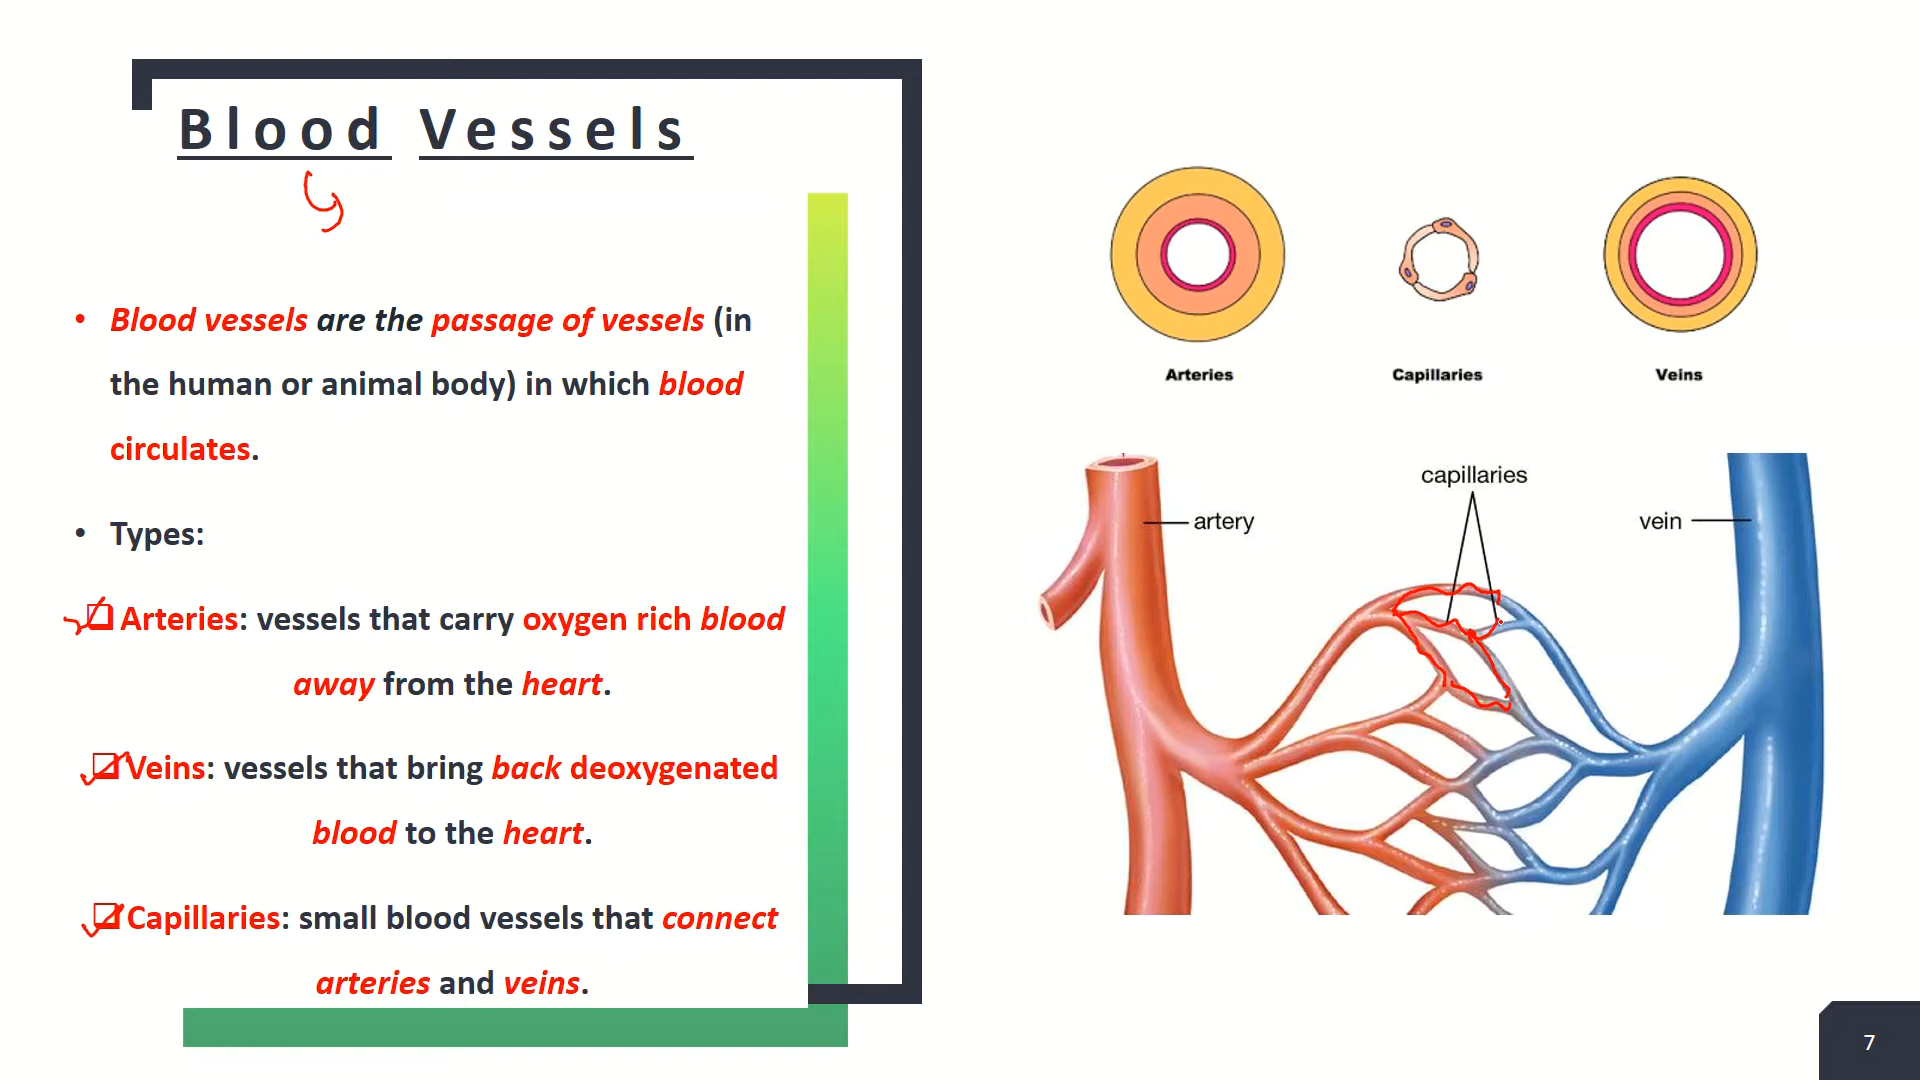 Blood Vessels
• Blood vessels are the passage of vessels (in
the human or animal body) in which blood
circulates.
• Types:
❑ Arteries: vessels that carry oxygen rich blood
away from the heart.
❑ Veins: vessels that bring back deoxygenated
blood to the heart.
❑ Capillaries: small blood vessels that connect
arteries and veins.
Arteries Capillaries Veins
capillaries
artery vein
7